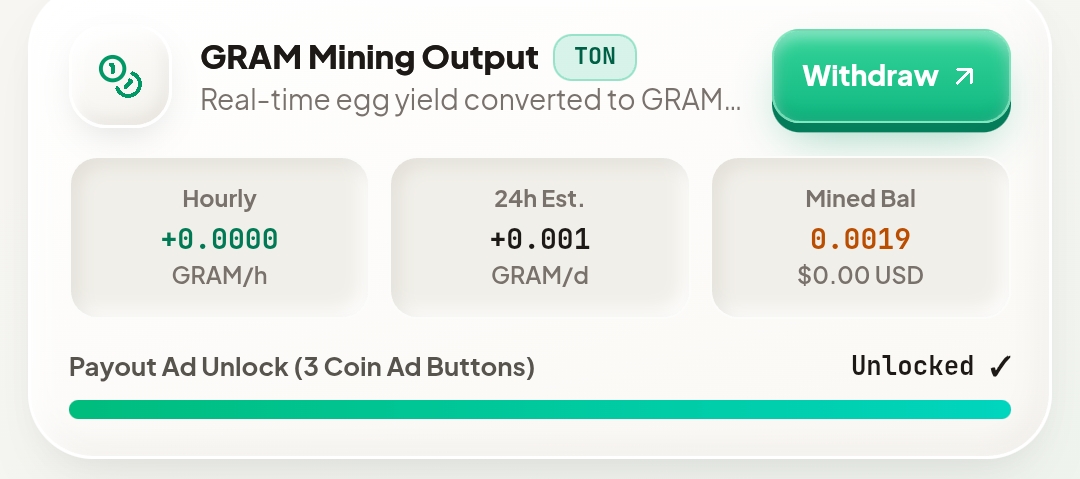 GRAM Mining Output TON
Real-time egg yield converted to GRAM...
Withdraw ↗
Hourly
+0.0000
GRAM/h
24h Est.
+0.001
GRAM/d
Mined Bal
0.0019
$0.00 USD
Payout Ad Unlock (3 Coin Ad Buttons)
Unlocked ✓